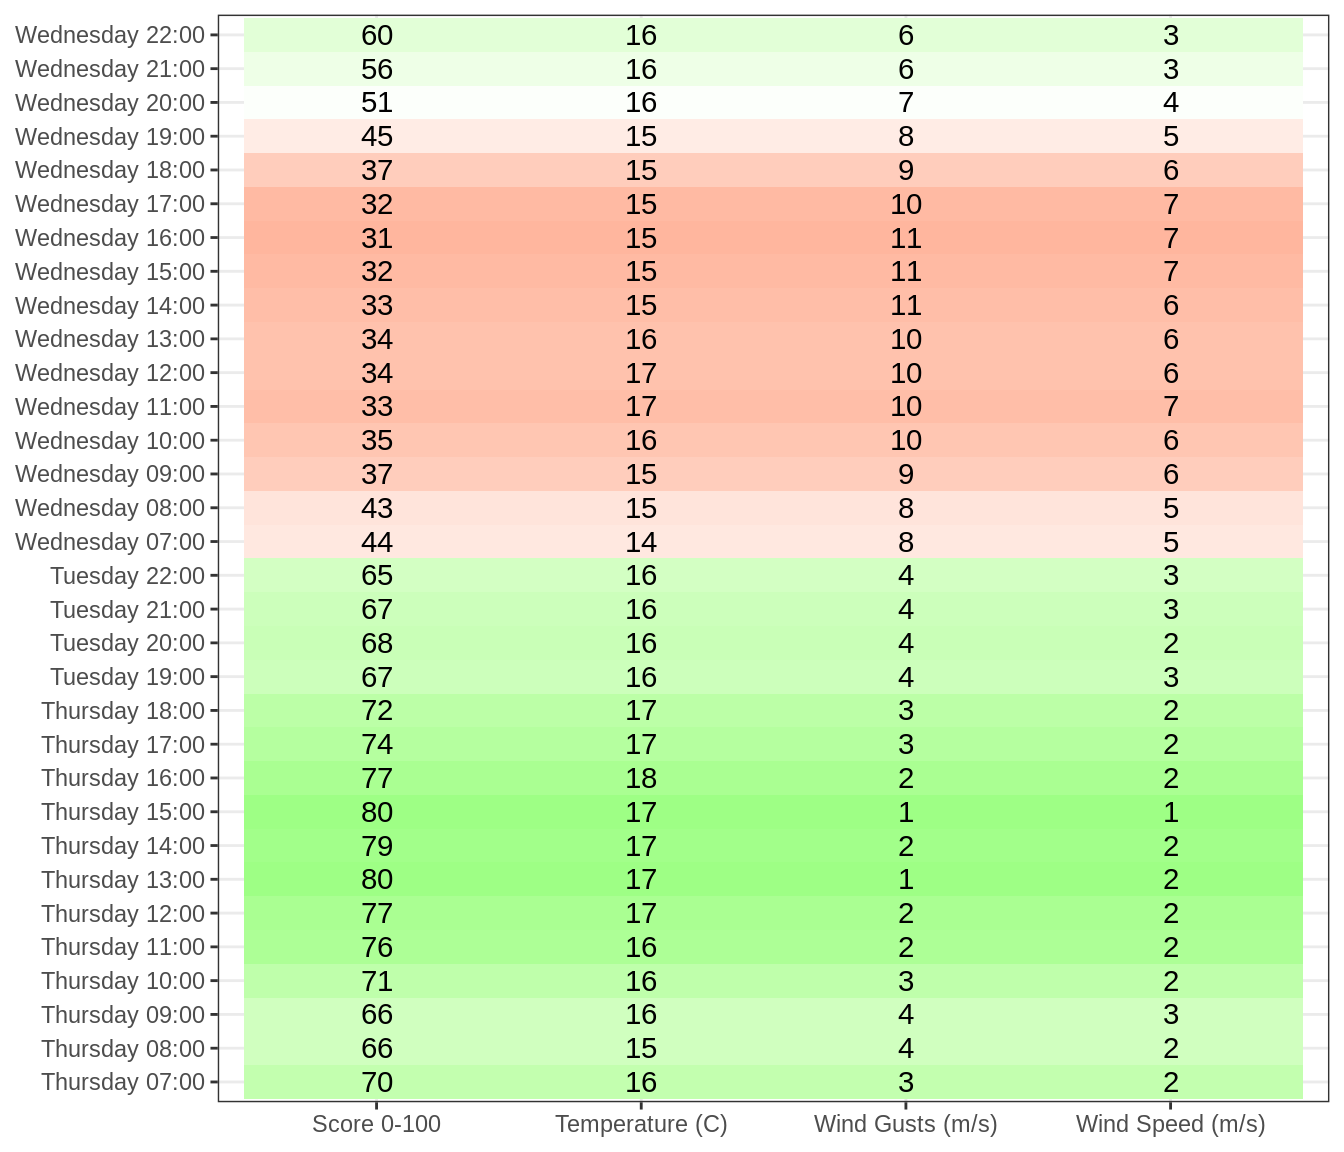 Wednesday 22:00 60 16 6 3
Wednesday 21:00 56 16 6 3
Wednesday 20:00 51 16 7 4
Wednesday 19:00 45 15 8 5
Wednesday 18:00 37 15 9 6
Wednesday 17:00 32 15 10 7
Wednesday 16:00 31 15 11 7
Wednesday 15:00 32 15 11 7
Wednesday 14:00 33 15 11 6
Wednesday 13:00 34 16 10 6
Wednesday 12:00 34 17 10 6
Wednesday 11:00 33 17 10 7
Wednesday 10:00 35 16 10 6
Wednesday 09:00 37 15 9 6
Wednesday 08:00 43 15 8 5
Wednesday 07:00 44 14 8 5
Tuesday 22:00 65 16 4 3
Tuesday 21:00 67 16 4 3
Tuesday 20:00 68 16 4 2
Tuesday 19:00 67 16 4 3
Thursday 18:00 72 17 3 2
Thursday 17:00 74 17 3 2
Thursday 16:00 77 18 2 2
Thursday 15:00 80 17 1 1
Thursday 14:00 79 17 2 2
Thursday 13:00 80 17 1 2
Thursday 12:00 77 17 2 2
Thursday 11:00 76 16 2 2
Thursday 10:00 71 16 3 2
Thursday 09:00 66 16 4 3
Thursday 08:00 66 15 4 2
Thursday 07:00 70 16 3 2
Score 0-100 Temperature (C) Wind Gusts (m/s) Wind Speed (m/s)